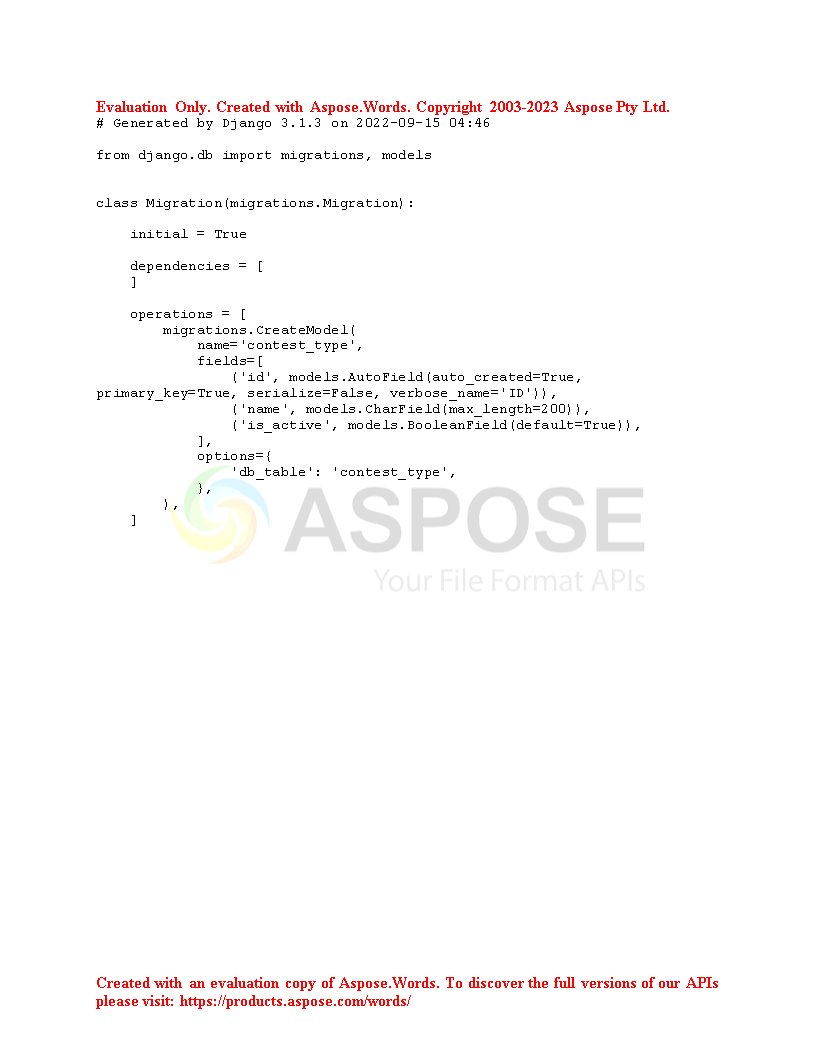 Evaluation Only. Created with Aspose.Words. Copyright 2003-2023 Aspose Pty Ltd.
# Generated by Django 3.1.3 on 2022-09-15 04:46

from django.db import migrations, models


class Migration(migrations.Migration):

    initial = True

    dependencies = [
    ]

    operations = [
        migrations.CreateModel(
            name='contest_type',
            fields=[
                ('id', models.AutoField(auto_created=True,
primary_key=True, serialize=False, verbose_name='ID')),
                ('name', models.CharField(max_length=200)),
                ('is_active', models.BooleanField(default=True)),
            ],
            options={
                'db_table': 'contest_type',
            },
        ),
    ]
ASPOSE
Your File Format APIs
Created with an evaluation copy of Aspose.Words. To discover the full versions of our APIs
please visit: https://products.aspose.com/words/